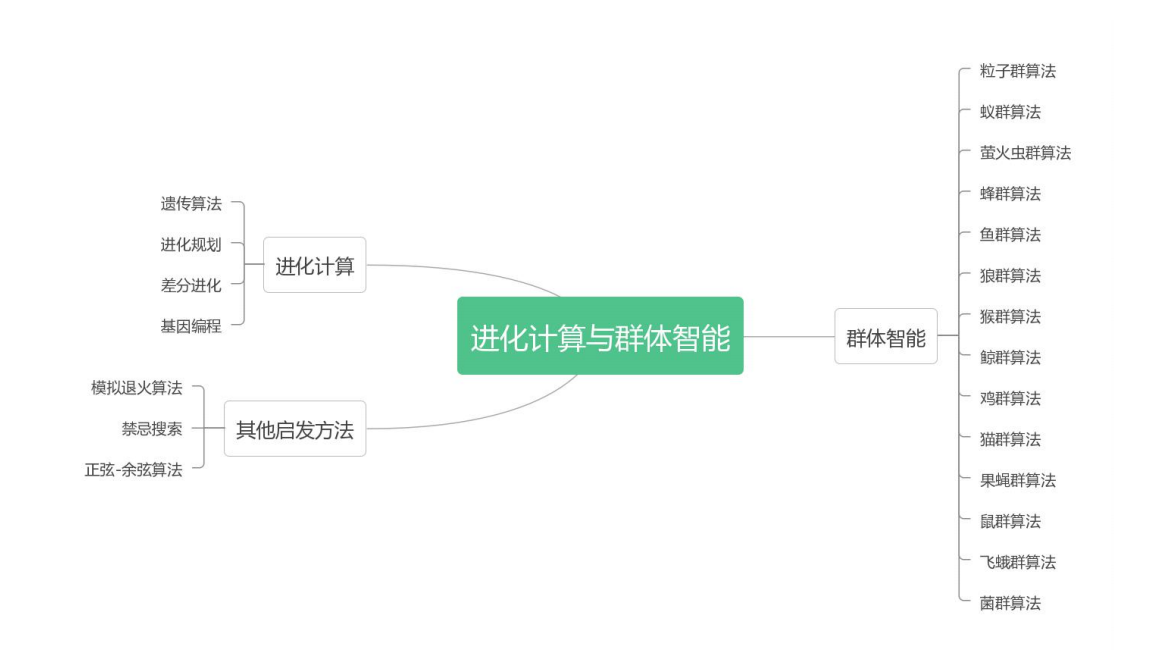 进化计算与群体智能
进化计算
遗传算法
进化规划
差分进化
基因编程
其他启发方法
模拟退火算法
禁忌搜索
正弦-余弦算法
群体智能
粒子群算法
蚁群算法
萤火虫群算法
蜂群算法
鱼群算法
狼群算法
猴群算法
鲸群算法
鸡群算法
猫群算法
果蝇群算法
鼠群算法
飞蛾群算法
菌群算法